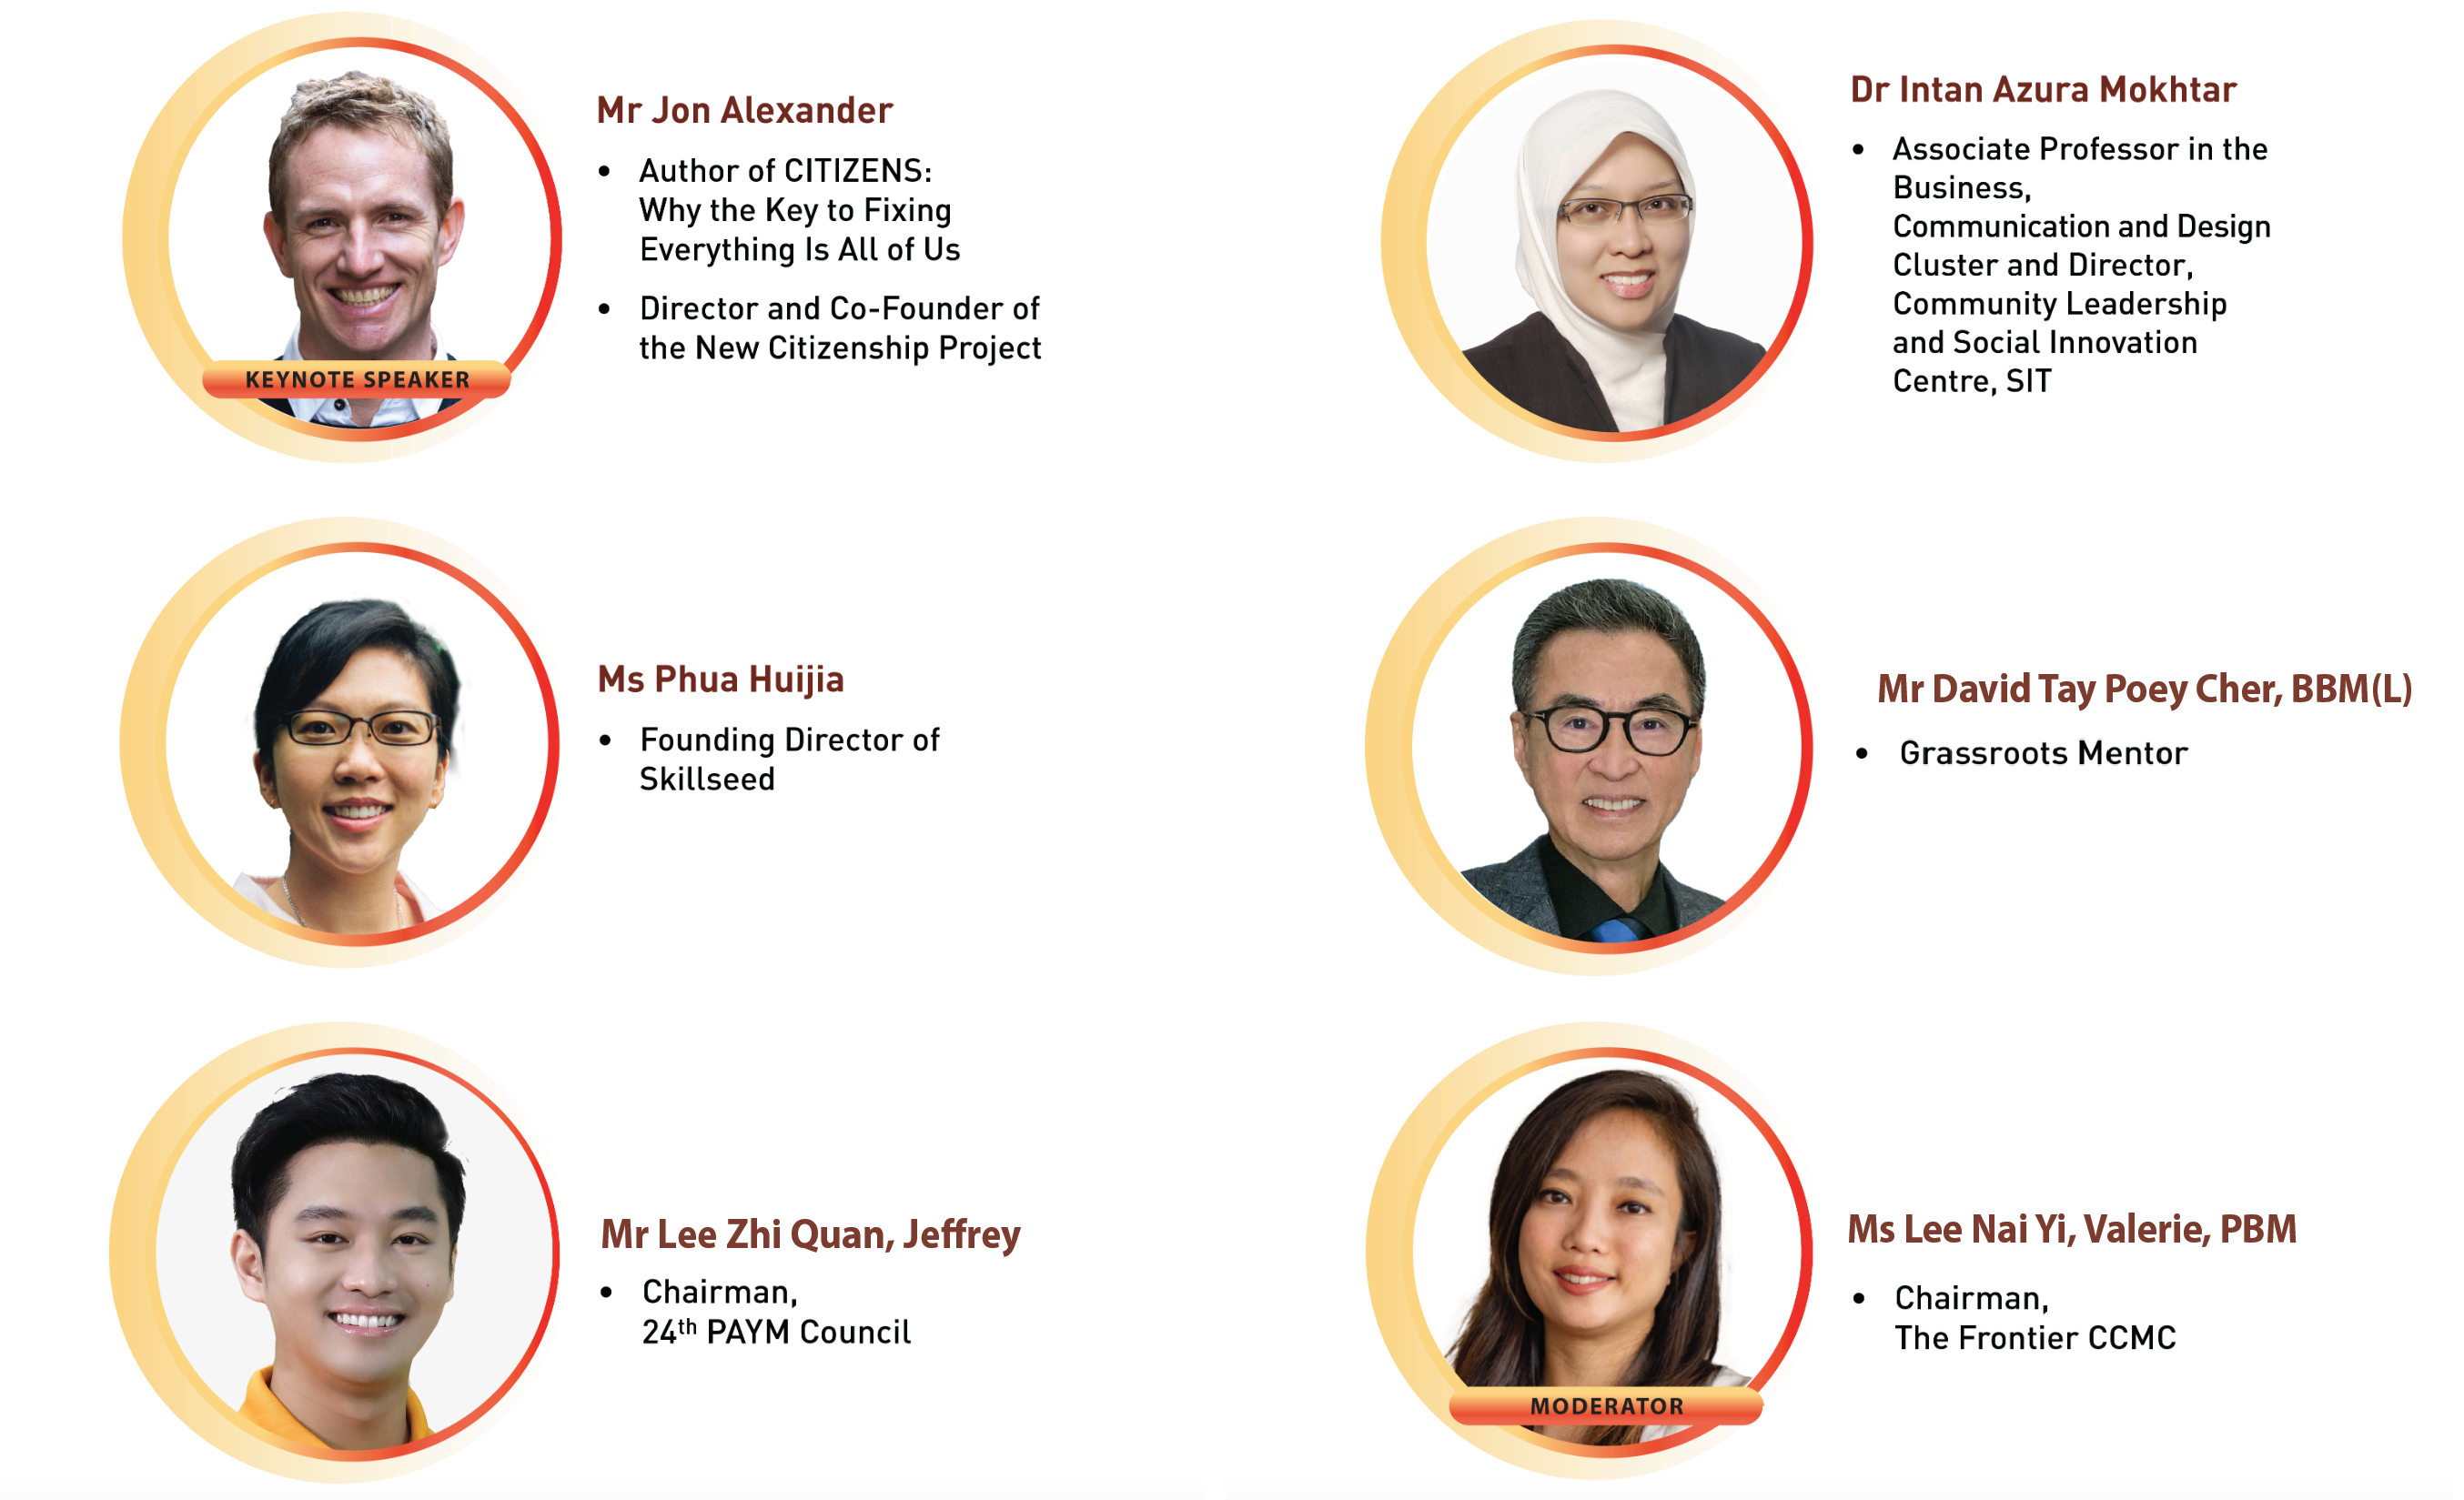 Mr Jon Alexander
• Author of CITIZENS:
Why the Key to Fixing
Everything Is All of Us
• Director and Co-Founder of
the New Citizenship Project
KEYNOTE SPEAKER
Dr Intan Azura Mokhtar
• Associate Professor in the
Business,
Communication and Design
Cluster and Director,
Community Leadership
and Social Innovation
Centre, SIT
Ms Phua Huijia
• Founding Director of
Skillseed
Mr David Tay Poey Cher, BBM(L)
• Grassroots Mentor
Mr Lee Zhi Quan, Jeffrey
• Chairman,
24th PAYM Council
Ms Lee Nai Yi, Valerie, PBM
• Chairman,
The Frontier CCMC
MODERATOR